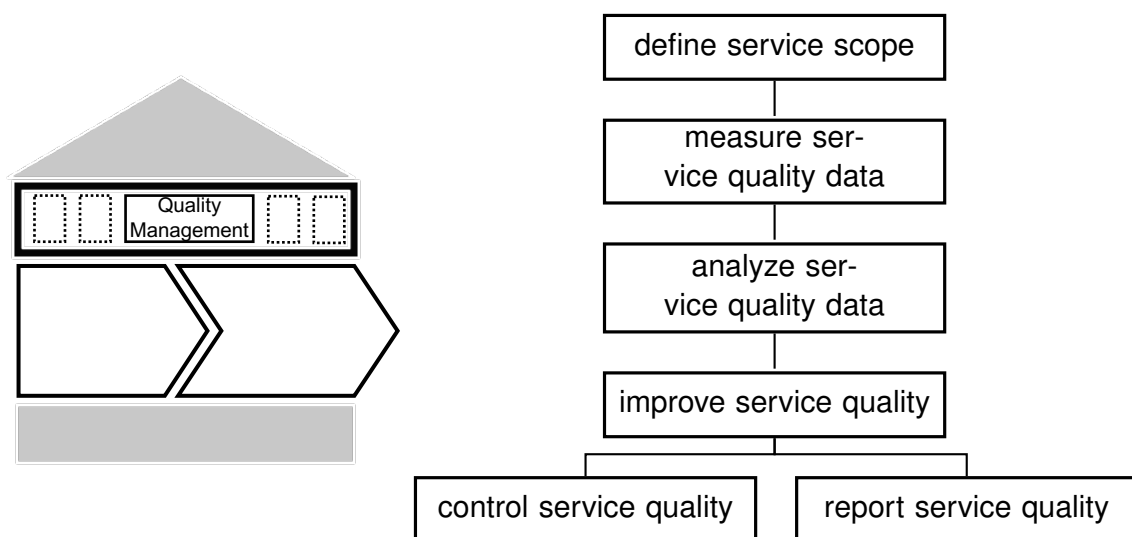 Quality
Management
define service scope
measure ser-
vice quality data
analyze ser-
vice quality data
improve service quality
control service quality
report service quality